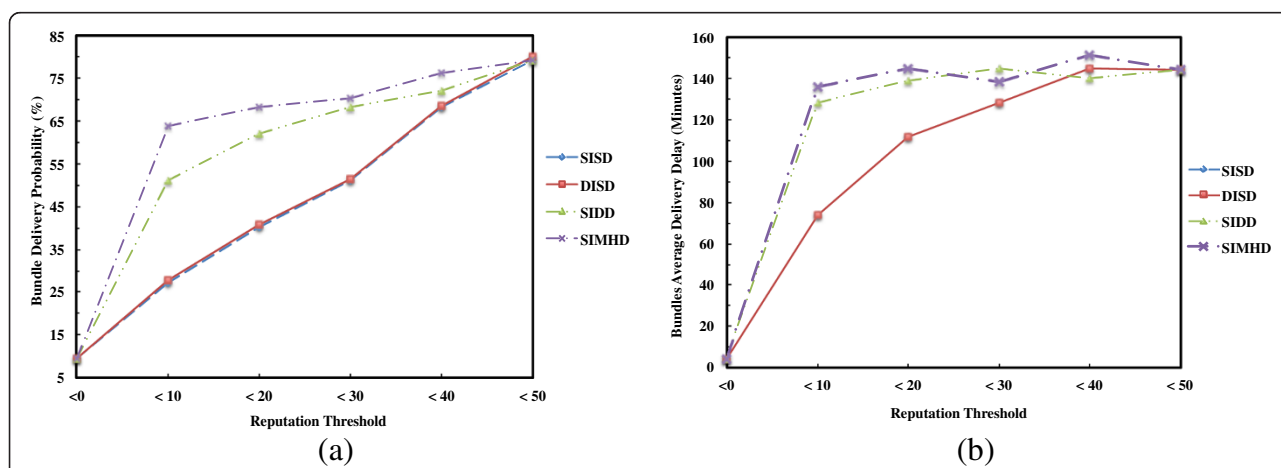 85
75
65
55
45
35
25
15
5
Bundle Delivery Probability (%)
<0
< 10
< 20
< 30
< 40
< 50
Reputation Threshold
SISD
DISD
SIDD
SIMHD
(a)
160
140
120
100
80
60
40
20
0
Bundles Average Delivery Delay (Minutes)
<0
< 10
< 20
< 30
< 40
< 50
Reputation Threshold
SISD
DISD
SIDD
SIMHD
(b)